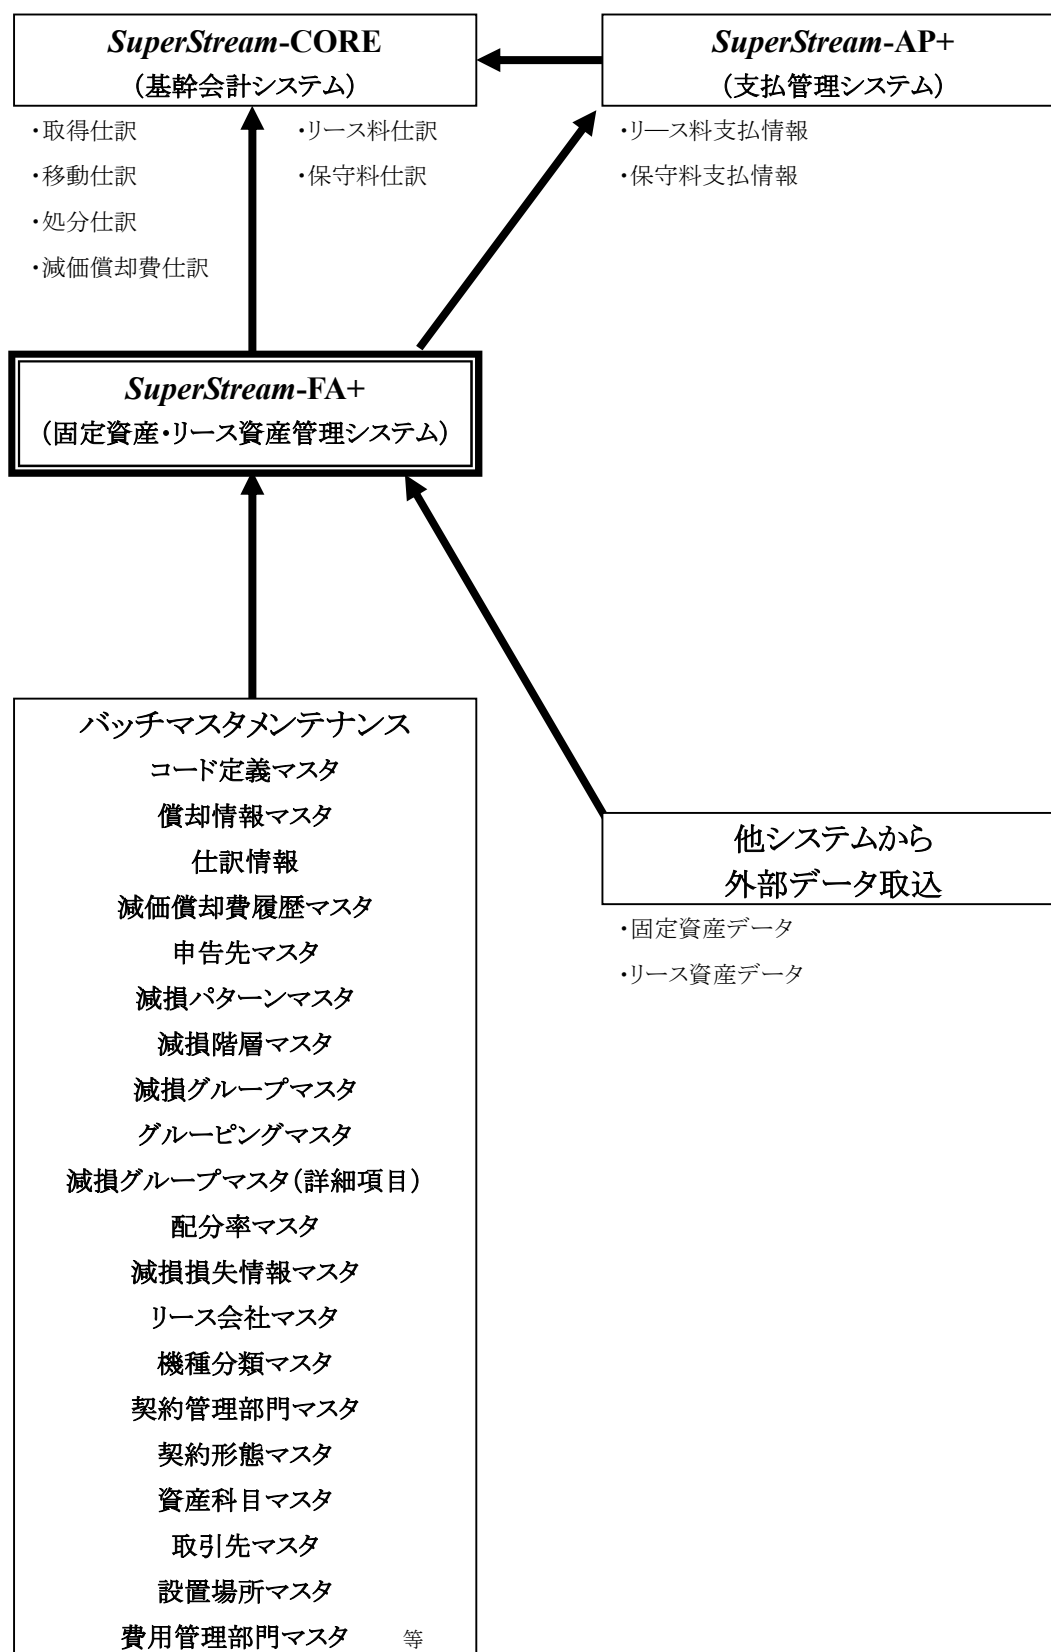 SuperStream-CORE
（基幹会計システム）
SuperStream-AP+
（支払管理システム）
・取得仕訳
・移動仕訳
・処分仕訳
・減価償却費仕訳
・リース料仕訳
・保守料仕訳
・リース料支払情報
・保守料支払情報
SuperStream-FA+
（固定資産・リース資産管理システム）
バッチマスタメンテナンス
コード定義マスタ
償却情報マスタ
仕訳情報
減価償却費履歴マスタ
申告先マスタ
減損パターンマスタ
減損階層マスタ
減損グループマスタ
グルーピングマスタ
減損グループマスタ（詳細項目）
配分率マスタ
減損損失情報マスタ
リース会社マスタ
機種分類マスタ
契約管理部門マスタ
契約形態マスタ
資産科目マスタ
取引先マスタ
設置場所マスタ
費用管理部門マスタ 等
他システムから
外部データ取込
・固定資産データ
・リース資産データ